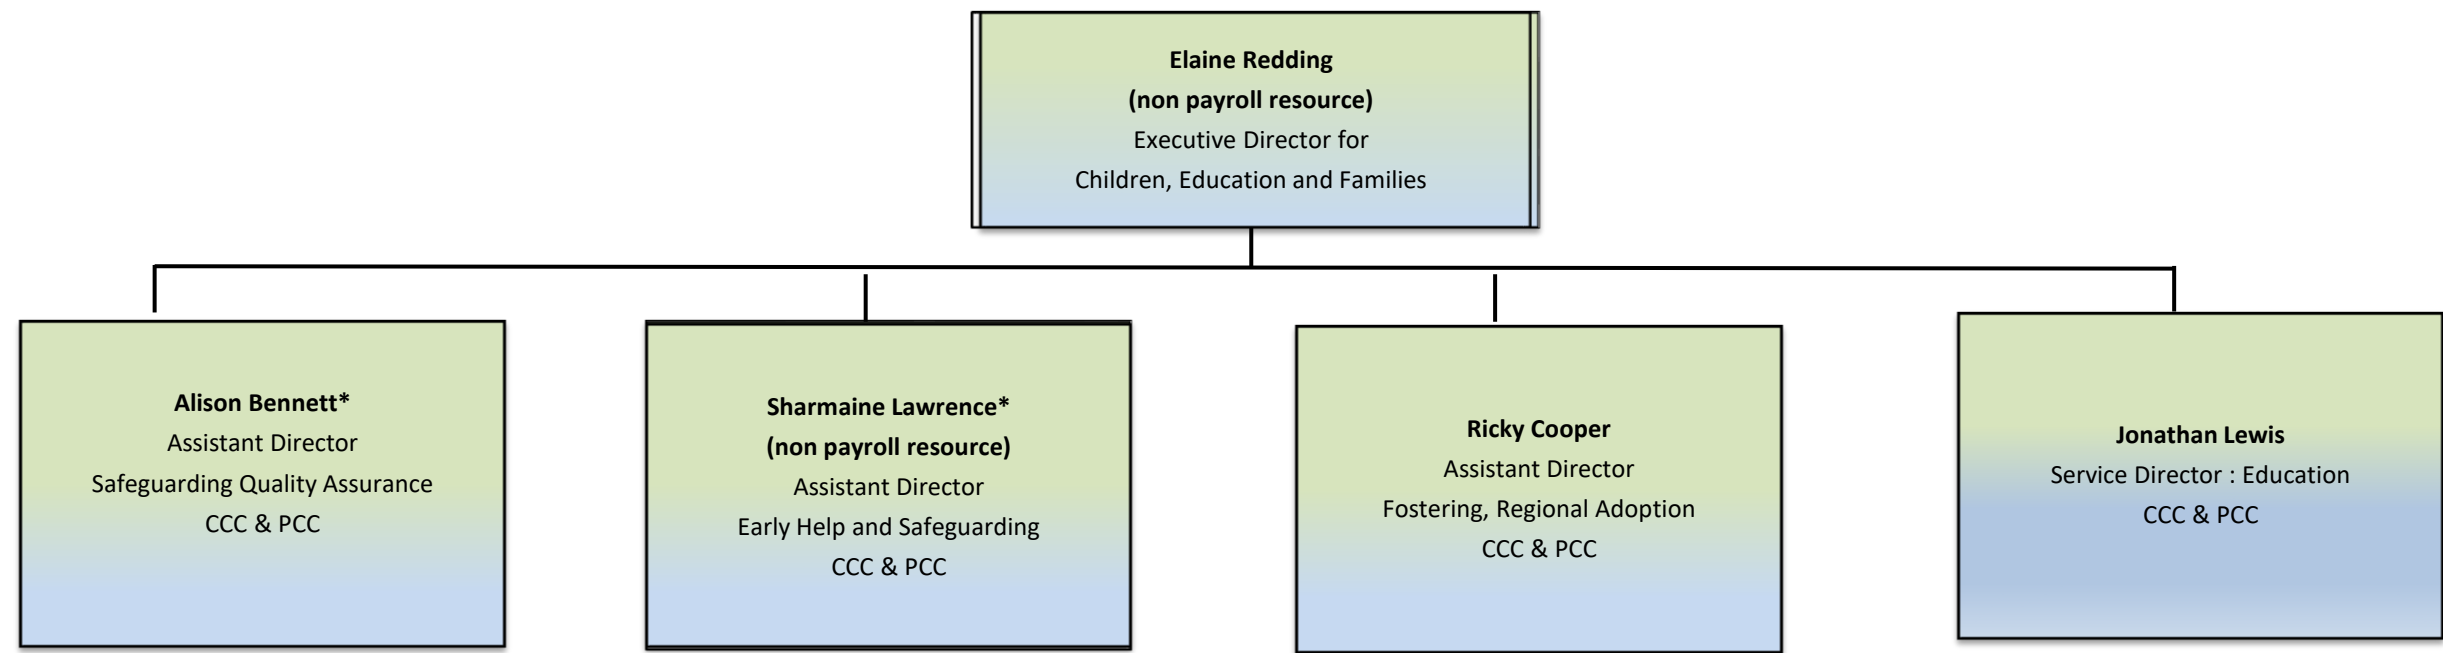 Elaine Redding
(non payroll resource)
Executive Director for
Children, Education and Families
Alison Bennett*
Assistant Director
Safeguarding Quality Assurance
CCC & PCC
Sharmaine Lawrence*
(non payroll resource)
Assistant Director
Early Help and Safeguarding
CCC & PCC
Ricky Cooper
Assistant Director
Fostering, Regional Adoption
CCC & PCC
Jonathan Lewis
Service Director : Education
CCC & PCC